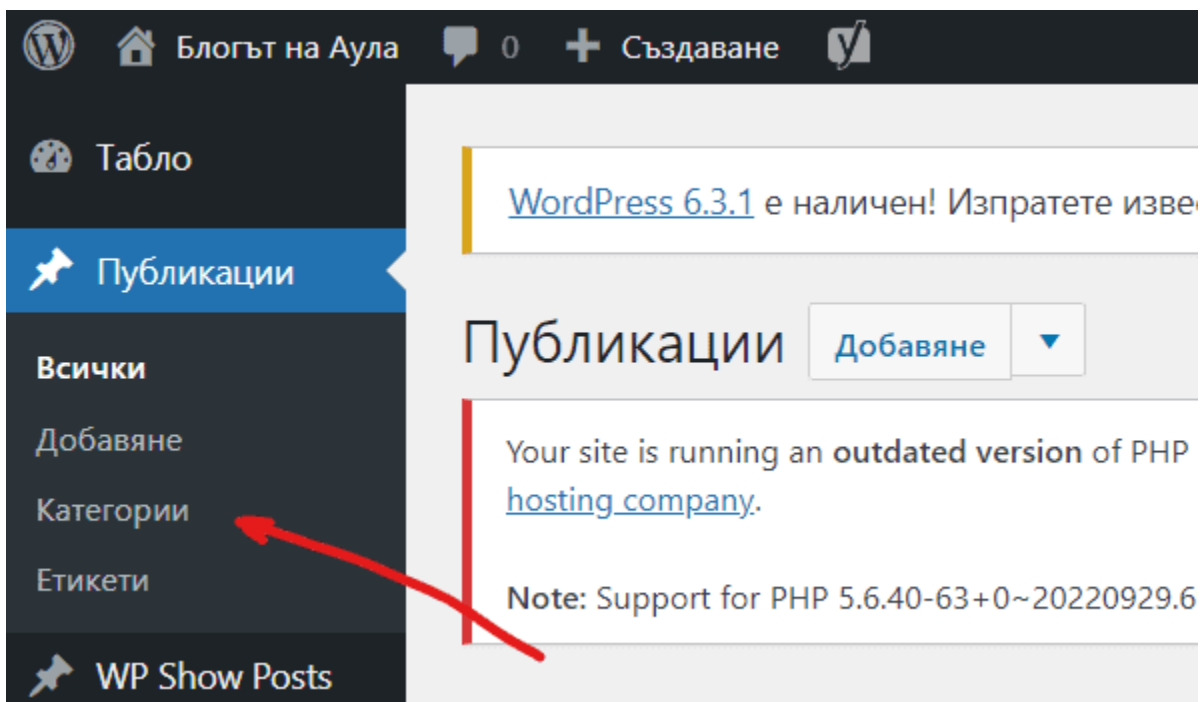 Блогът на Аула 0 Създаване
Табло
WordPress 6.3.1 е наличен! Изпратете
Публикации
Публикации Добавяне
Всички
Добавяне
Категории
Етикети
WP Show Posts
Your site is running an outdated version of PHP
hosting company.
Note: Support for PHP 5.6.40-63+0~20220929.6